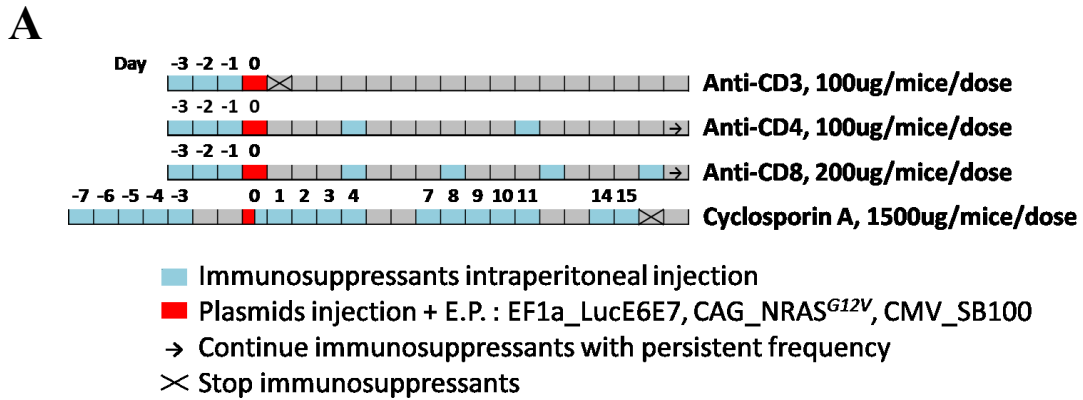 A
Day -3 -2 -1 0
Anti-CD3, 100ug/mice/dose
-3 -2 -1 0
Anti-CD4, 100ug/mice/dose
→
-3 -2 -1 0
Anti-CD8, 200ug/mice/dose
→
-7 -6 -5 -4 -3 0 1 2 3 4 7 8 9 10 11 14 15
Cyclosporin A, 1500ug/mice/dose
Immunosuppressants intraperitoneal injection
Plasmids injection + E.P. : EF1a_LucE6E7, CAG_NRAS^G12V, CMV_SB100
→ Continue immunosuppressants with persistent frequency
Stop immunosuppressants